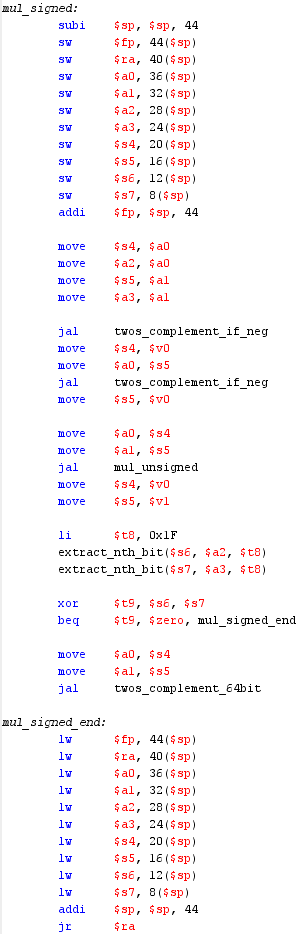 mul_signed:
subi $sp, $sp, 44
sw $fp, 44($sp)
sw $ra, 40($sp)
sw $a0, 36($sp)
sw $a1, 32($sp)
sw $a2, 28($sp)
sw $a3, 24($sp)
sw $s4, 20($sp)
sw $s5, 16($sp)
sw $s6, 12($sp)
sw $s7, 8($sp)
addi $fp, $sp, 44
move $s4, $a0
move $a2, $a0
move $s5, $a1
move $a3, $a1
jal twos_complement_if_neg
move $s4, $v0
move $a0, $s5
jal twos_complement_if_neg
move $s5, $v0
move $a0, $s4
move $a1, $s5
jal mul_unsigned
move $s4, $v0
move $s5, $v1
li $t8, 0x1F
extract_nth_bit($s6, $a2, $t8)
extract_nth_bit($s7, $a3, $t8)
xor $t9, $s6, $s7
beq $t9, $zero, mul_signed_end
move $a0, $s4
move $a1, $s5
jal twos_complement_64bit
mul_signed_end:
lw $fp, 44($sp)
lw $ra, 40($sp)
lw $a0, 36($sp)
lw $a1, 32($sp)
lw $a2, 28($sp)
lw $a3, 24($sp)
lw $s4, 20($sp)
lw $s5, 16($sp)
lw $s6, 12($sp)
lw $s7, 8($sp)
addi $sp, $sp, 44
jr $ra